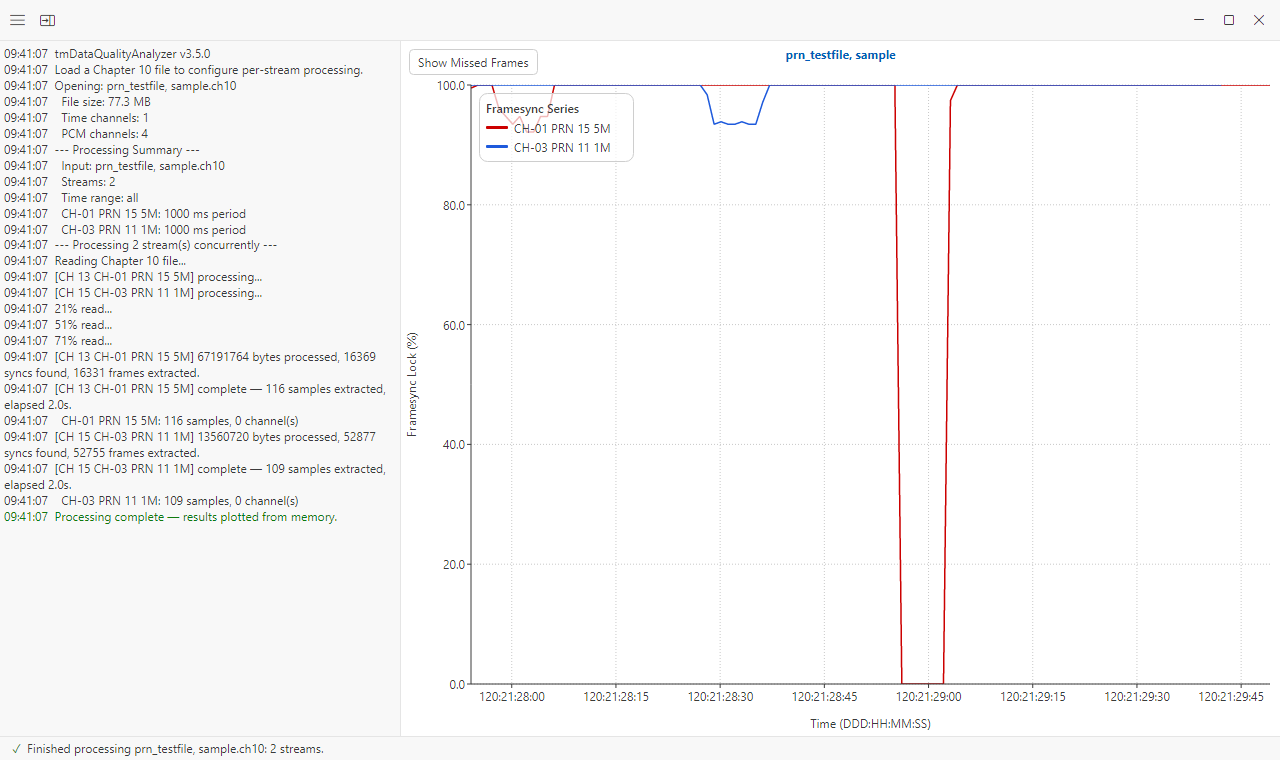 09:41:07 tmDataQualityAnalyzer v3.5.0
09:41:07 Load a Chapter 10 file to configure per-stream processing.
09:41:07 Opening: prn_testfile, sample.ch10
09:41:07 File size: 77.3 MB
09:41:07 Time channels: 1
09:41:07 PCM channels: 4
09:41:07 --- Processing Summary ---
09:41:07 Input: prn_testfile, sample.ch10
09:41:07 Streams: 2
09:41:07 Time range: all
09:41:07 CH-01 PRN 15 5M: 1000 ms period
09:41:07 CH-03 PRN 11 1M: 1000 ms period
09:41:07 --- Processing 2 stream(s) concurrently ---
09:41:07 Reading Chapter 10 file...
09:41:07 [CH 13 CH-01 PRN 15 5M] processing...
09:41:07 [CH 15 CH-03 PRN 11 1M] processing...
09:41:07 21% read...
09:41:07 51% read...
09:41:07 71% read...
09:41:07 [CH 13 CH-01 PRN 15 5M] 67191764 bytes processed, 16369
syncs found, 16331 frames extracted.
09:41:07 [CH 13 CH-01 PRN 15 5M] complete — 116 samples extracted,
elapsed 2.0s.
09:41:07 CH-01 PRN 15 5M: 116 samples, 0 channel(s)
09:41:07 [CH 15 CH-03 PRN 11 1M] 13560720 bytes processed, 52877
syncs found, 52755 frames extracted.
09:41:07 [CH 15 CH-03 PRN 11 1M] complete — 109 samples extracted,
elapsed 2.0s.
09:41:07 CH-03 PRN 11 1M: 109 samples, 0 channel(s)
09:41:07 Processing complete — results plotted from memory.
Show Missed Frames
prn_testfile, sample
Framesync Series
CH-01 PRN 15 5M
CH-03 PRN 11 1M
Framesync Lock (%)
100.0
80.0
60.0
40.0
20.0
0.0
120:21:28:00 120:21:28:15 120:21:28:30 120:21:28:45 120:21:29:00 120:21:29:15 120:21:29:30 120:21:29:45
Time (DDD:HH:MM:SS)
✓ Finished processing prn_testfile, sample.ch10: 2 streams.